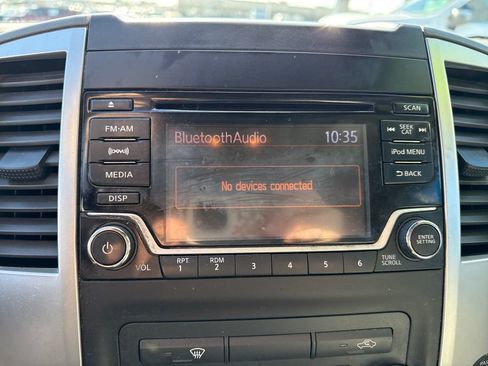 SCAN
FM·AM
BluetoothAudio 10:35
SEEK
CAT
((XM))
iPod MENU
MEDIA
No devices connected
BACK
DISP
ENTER
SETTING
VOL
RPT
1
RDM
2
3
4
5
6
TUNE
SCROLL